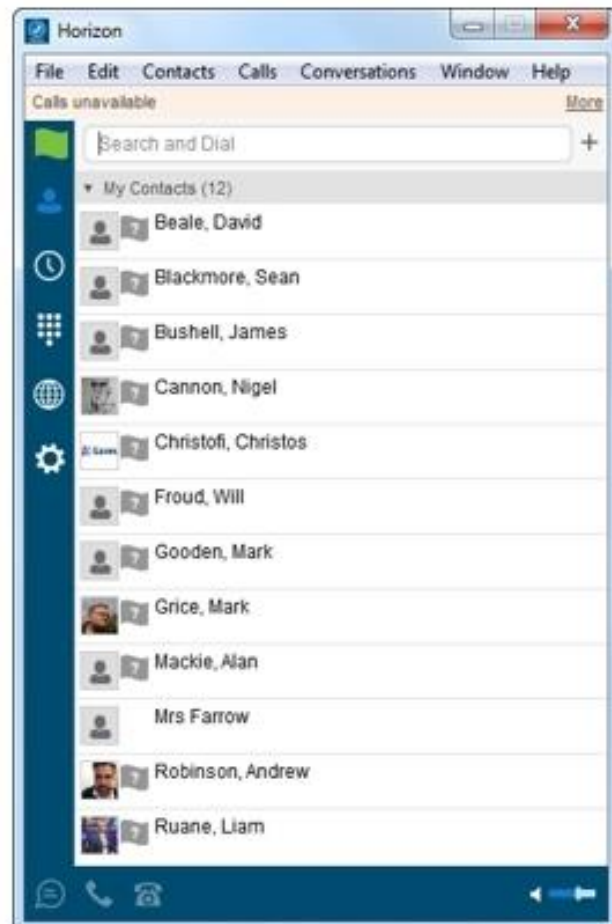 Horizon
File Edit Contacts Calls Conversations Window Help
Calls unavailable More
Search and Dial +
My Contacts (12)
? Beale, David
? Blackmore, Sean
? Bushell, James
? Cannon, Nigel
? Christofi, Christos
? Froud, Will
? Gooden, Mark
? Grice, Mark
? Mackie, Alan
Mrs Farrow
? Robinson, Andrew
? Ruane, Liam